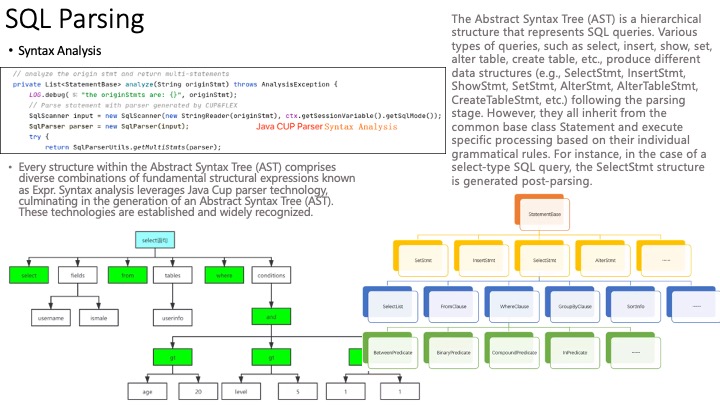 SQL Parsing
• Syntax Analysis
// analyze the origin stmt and return multi-statements
private List<StatementBase> analyze(String originStmt) throws AnalysisException {
LOG.debug( s: "the originStmts are: {}", originStmt);
// Parse statement with parser generated by CUP&FLEX
SqlScanner input = new SqlScanner(new StringReader(originStmt), ctx.getSessionVariable().getSqlMode());
SqlParser parser = new SqlParser(input);
Java CUP Parser Syntax Analysis
try {
return SqlParserUtils.getMultiStmts(parser);
• Every structure within the Abstract Syntax Tree (AST) comprises
diverse combinations of fundamental structural expressions known
as Expr. Syntax analysis leverages Java Cup parser technology,
culminating in the generation of an Abstract Syntax Tree (AST).
These technologies are established and widely recognized.
The Abstract Syntax Tree (AST) is a hierarchical
structure that represents SQL queries. Various
types of queries, such as select, insert, show, set,
alter table, create table, etc., produce different
data structures (e.g., SelectStmt, InsertStmt,
ShowStmt, SetStmt, AlterStmt, AlterTableStmt,
CreateTableStmt, etc.) following the parsing
stage. However, they all inherit from the
common base class Statement and execute
specific processing based on their individual
grammatical rules. For instance, in the case of a
select-type SQL query, the SelectStmt structure
is generated post-parsing.
select语句
select fields from tables where conditions
username ismale userinfo and
gt gt
age 20 level 5 1 1
StatementBase
SetStmt InsertStmt SelectStmt AlterStmt ......
SelectList FromClause WhereClause GroupByClause SortInfo ......
BetweenPredicate BinaryPredicate CompoundPredicate InPredicate ......